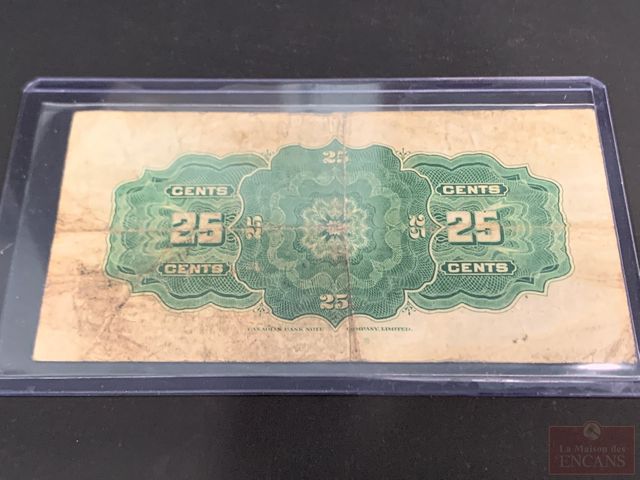 25
CENTS CENTS
25 25 25 25
CENTS CENTS
25
CANADIAN BANK NOTE COMPANY, LIMITED.
La Maison des
ENCANS